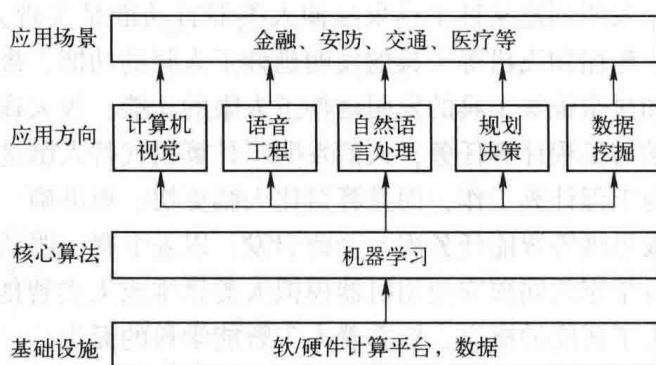 应用场景
金融、安防、交通、医疗等
应用方向
计算机
视觉
语音
工程
自然语
言处理
规划
决策
数据
挖掘
核心算法
机器学习
基础设施
软/硬件计算平台，数据